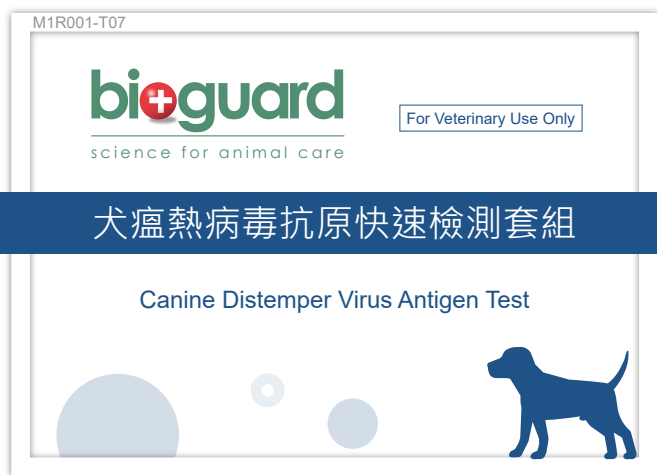 M1R001-T07
bioguard
science for animal care
For Veterinary Use Only
犬瘟熱病毒抗原快速檢測套組
Canine Distemper Virus Antigen Test